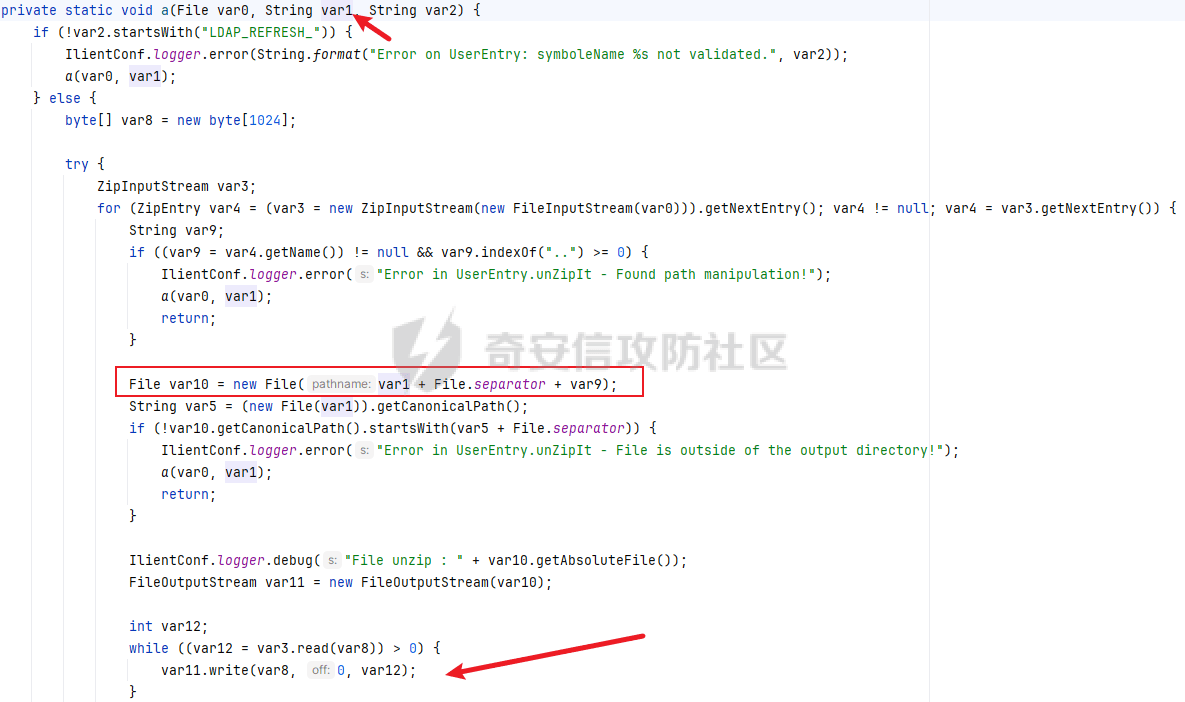 private static void a(File var0, String var1, String var2) {
if (!var2.startsWith("LDAP_REFRESH_")) {
IlientConf.logger.error(String.format("Error on UserEntry: symboleName %s not validated.", var2));
a(var0, var1);
} else {
byte[] var8 = new byte[1024];
try {
ZipInputStream var3;
for (ZipEntry var4 = (var3 = new ZipInputStream(new FileInputStream(var0))).getNextEntry(); var4 != null; var4 = var3.getNextEntry()) {
String var9;
if ((var9 = var4.getName()) != null && var9.indexOf("..") >= 0) {
IlientConf.logger.error( s: "Error in UserEntry.unZipIt - Found path manipulation!");
a(var0, var1);
return;
}
奇安信攻防社区
File var10 = new File( pathname: var1 + File.separator + var9);
String var5 = (new File(var1)).getCanonicalPath();
if (!var10.getCanonicalPath().startsWith(var5 + File.separator)) {
IlientConf.logger.error( s: "Error in UserEntry.unZipIt - File is outside of the output directory!");
a(var0, var1);
return;
}
IlientConf.logger.debug( s: "File unzip : " + var10.getAbsoluteFile());
FileOutputStream var11 = new FileOutputStream(var10);
int var12;
while ((var12 = var3.read(var8)) > 0) {
var11.write(var8, off: 0, var12);
}